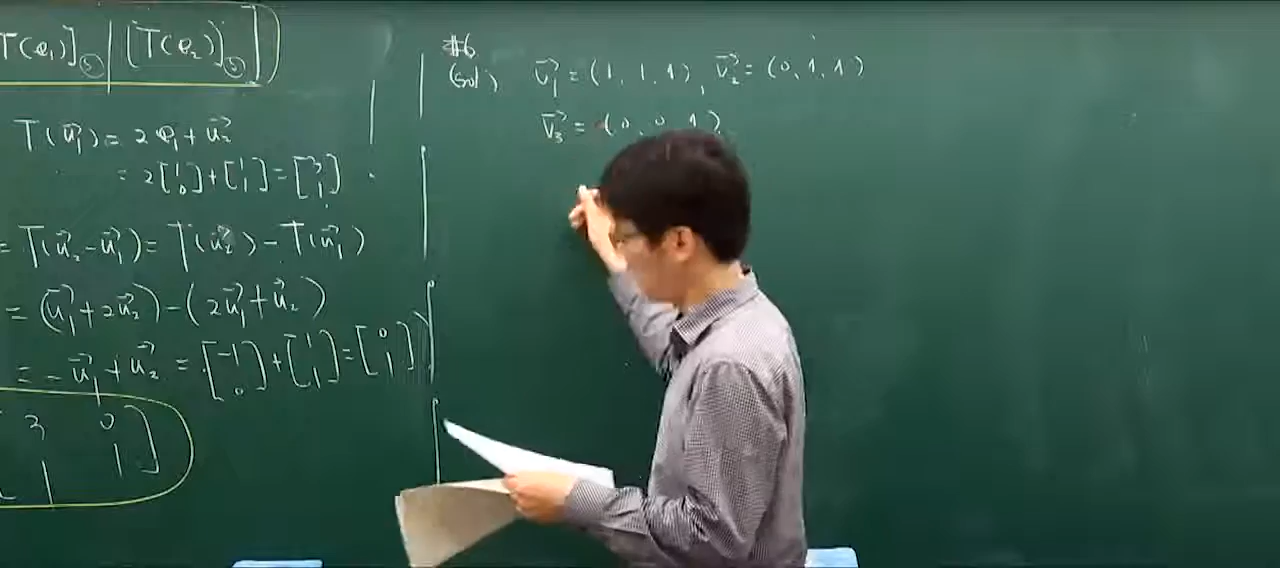 T(e₁)]ⓢ | [T(e₂)]ⓢ]
T(u⃗₁) = 2e₁ + u⃗₂
= 2[1 0] + [1 1] = [3 1]
= T(u⃗₂ - u⃗₁) = T(u⃗₂) - T(u⃗₁)
= (u⃗₁ + 2u⃗₂) - (2u⃗₁ + u⃗₂)
= -u⃗₁ + u⃗₂ = [-1 0] + [1 1] = [0 1]
3 0
1 1
#6
(Sol) v⃗₁ = (1, 1, 1), v⃗₂ = (0, 1, 1)
v⃗₃ = (0, 0, 1)